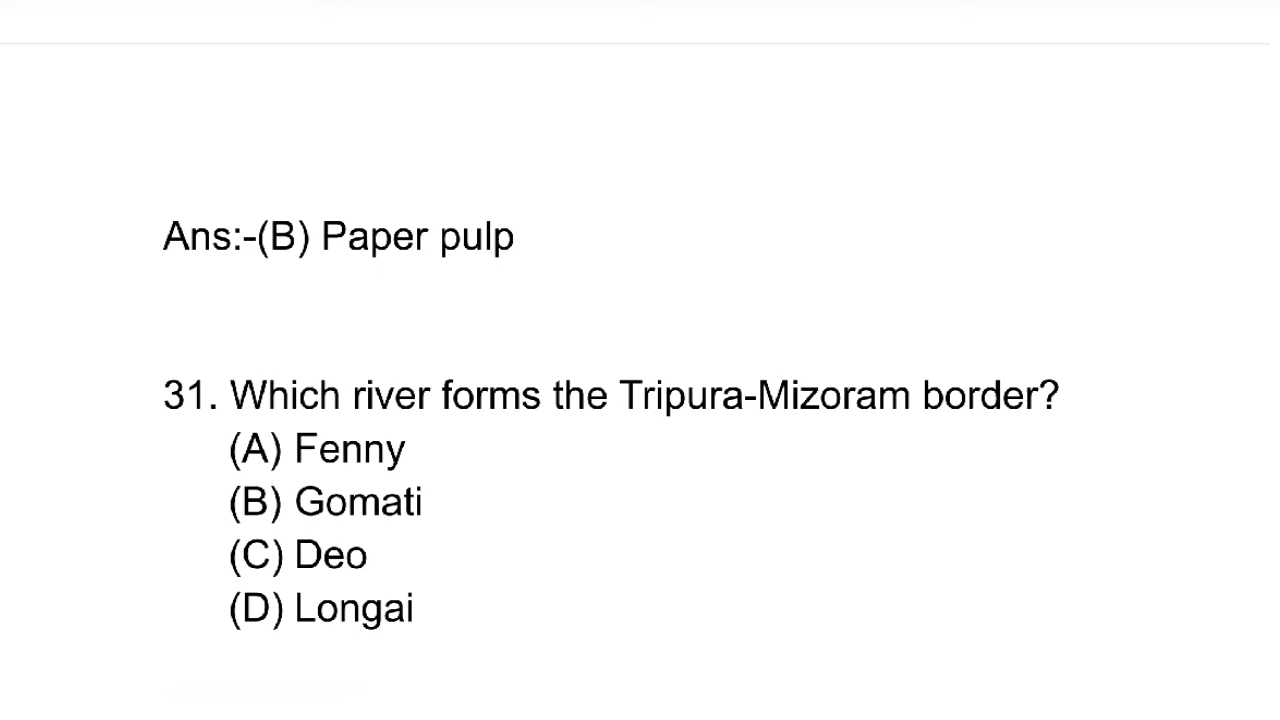 Ans:-(B) Paper pulp
31. Which river forms the Tripura-Mizoram border?
(A) Fenny
(B) Gomati
(C) Deo
(D) Longai